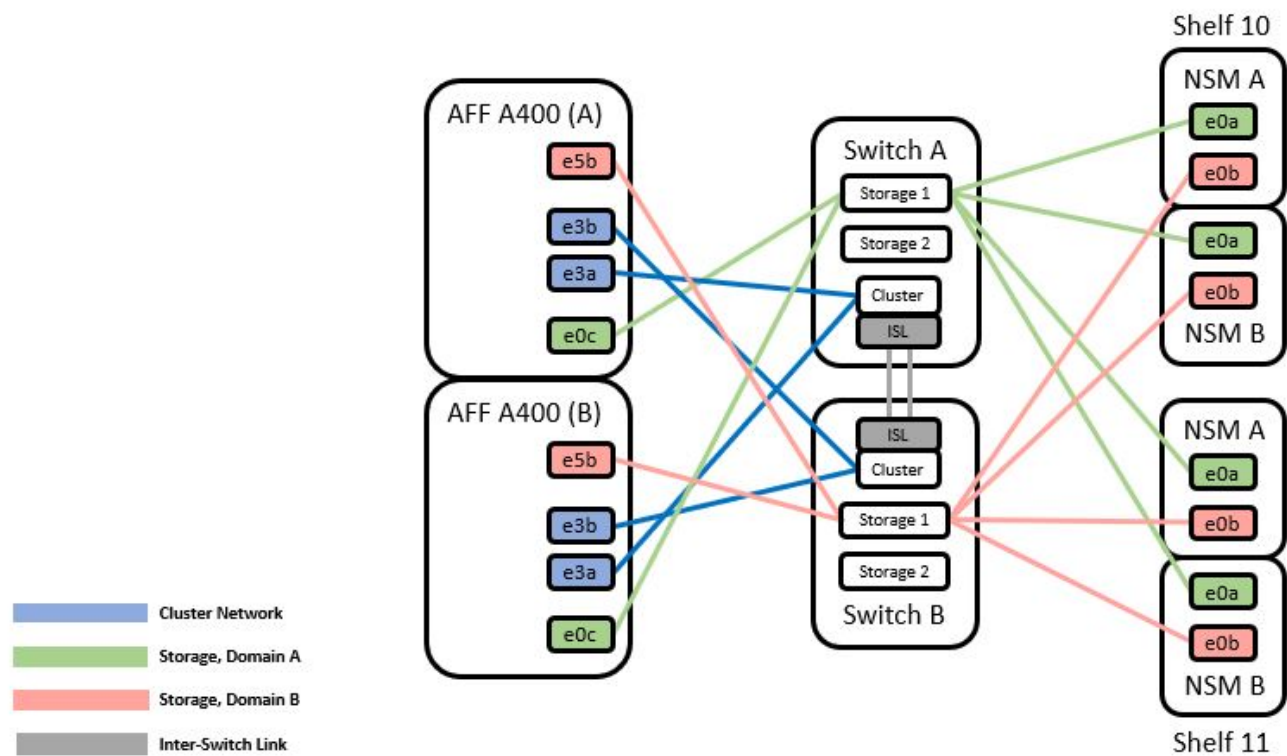 AFF A400 (A)
e5b
e3b
e3a
e0c
AFF A400 (B)
e5b
e3b
e3a
e0c
Switch A
Storage 1
Storage 2
Cluster
ISL
ISL
Cluster
Storage 1
Storage 2
Switch B
Shelf 10
NSM A
e0a
e0b
e0a
e0b
NSM B
NSM A
e0a
e0b
e0a
e0b
NSM B
Shelf 11
Cluster Network
Storage, Domain A
Storage, Domain B
Inter-Switch Link